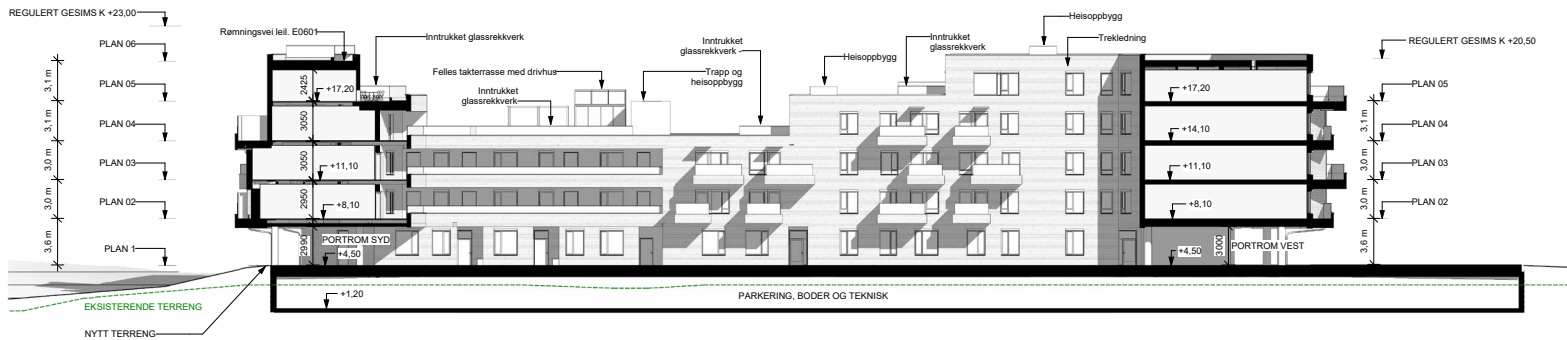 REGULERT GESIMS K +23,00
PLAN 06
PLAN 05
PLAN 04
PLAN 03
PLAN 02
PLAN 1
3,1 m
3,1 m
3,0 m
3,0 m
3,6 m
Rømningsvei leil. E0601
Inntrukket glassrekkverk
Felles takterrasse med drivhus
Inntrukket
glassrekkverk
Trapp og
heisoppbygg
Inntrukket
glassrekkverk
Heisoppbygg
Inntrukket
glassrekkverk
Heisoppbygg
Trekledning
REGULERT GESIMS K +20,50
PLAN 05
PLAN 04
PLAN 03
PLAN 02
3,1 m
3,0 m
3,0 m
3,6 m
2425
3050
3050
2950
2990
+17,20
+11,10
+8,10
PORTROM SYD
+4,50
+1,20
+17,20
+14,10
+11,10
+8,10
+4,50
3000
PORTROM VEST
PARKERING, BODER OG TEKNISK
EKSISTERENDE TERRENG
NYTT TERRENG